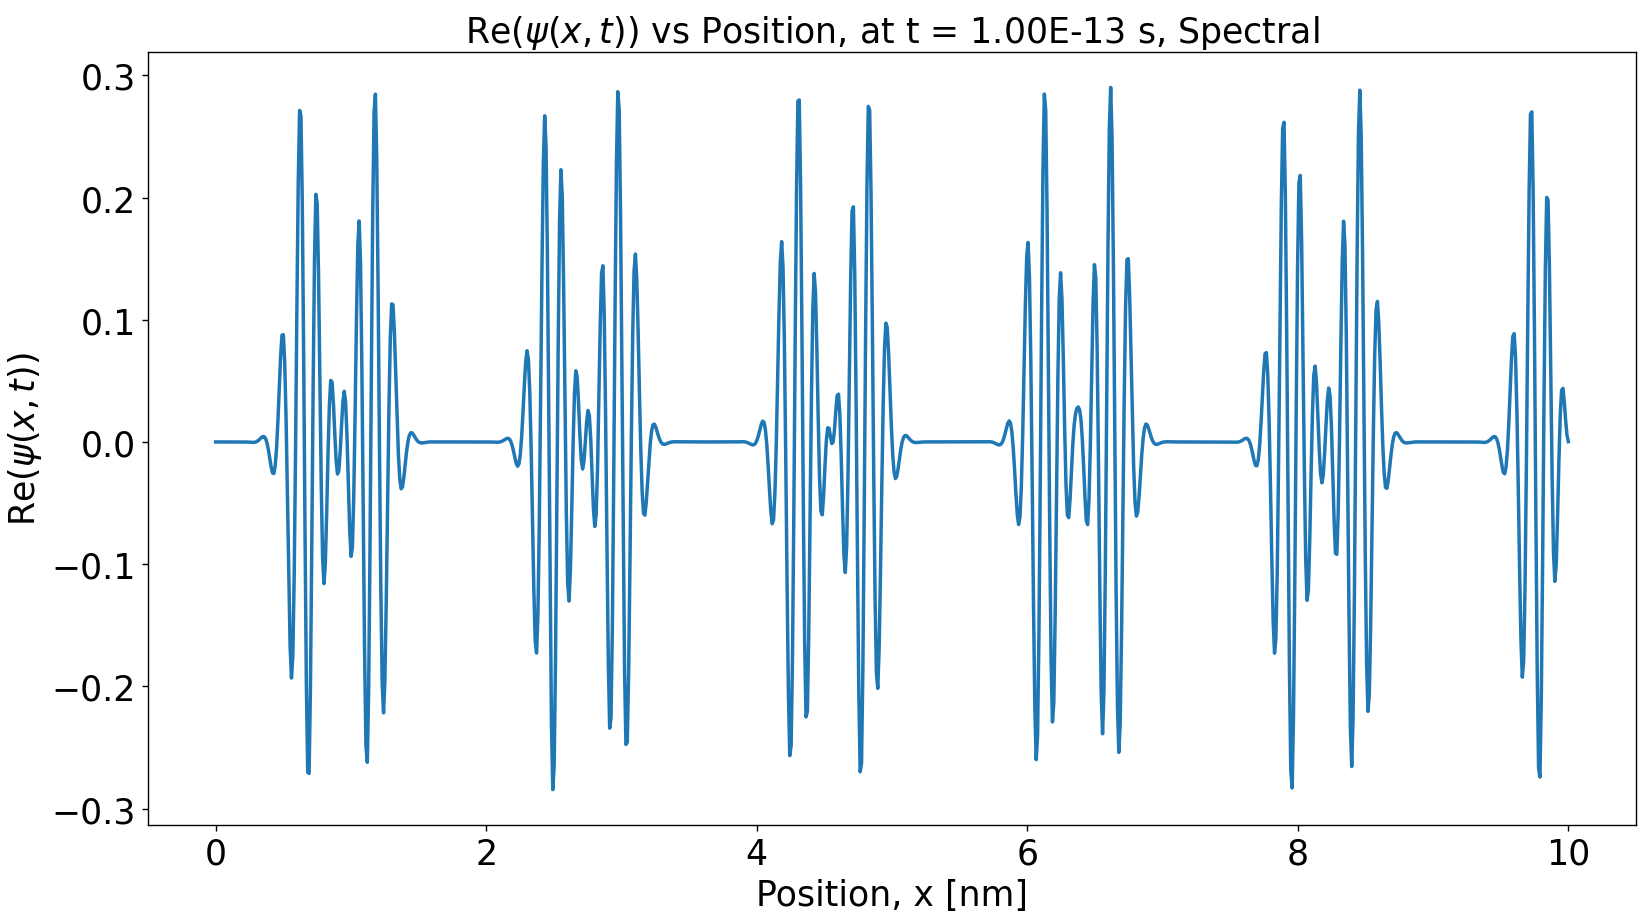 Re(ψ(x, t)) vs Position, at t = 1.00E-13 s, Spectral
0.3
0.2
0.1
0.0
−0.1
−0.2
−0.3
Re(ψ(x, t))
0 2 4 6 8 10
Position, x [nm]